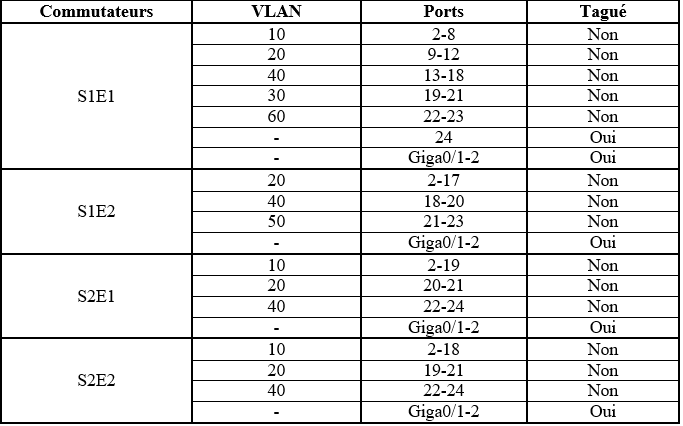 Commutateurs VLAN Ports Tagué
S1E1
10 2-8 Non
20 9-12 Non
40 13-18 Non
30 19-21 Non
60 22-23 Non
- 24 Oui
- Giga0/1-2 Oui
S1E2
20 2-17 Non
40 18-20 Non
50 21-23 Non
- Giga0/1-2 Oui
S2E1
10 2-19 Non
20 20-21 Non
40 22-24 Non
- Giga0/1-2 Oui
S2E2
10 2-18 Non
20 19-21 Non
40 22-24 Non
- Giga0/1-2 Oui